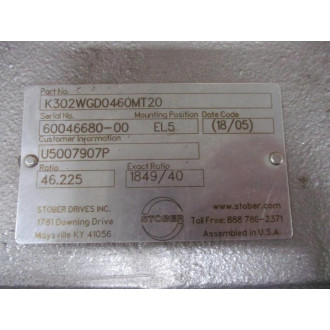 Part No.
K302WGD0460MT20
Serial No. Mounting Position Date Code
60046680-00 EL5 (18/05)
Customer Information
U5007907P
Ratio Exact Ratio
46.225 1849/40
STOBER DRIVES INC.
1781 Downing Drive
Maysville KY 41056
STOBER
www.stober.com
Toll Free: 888 786-2371
Assembled in U.S.A.